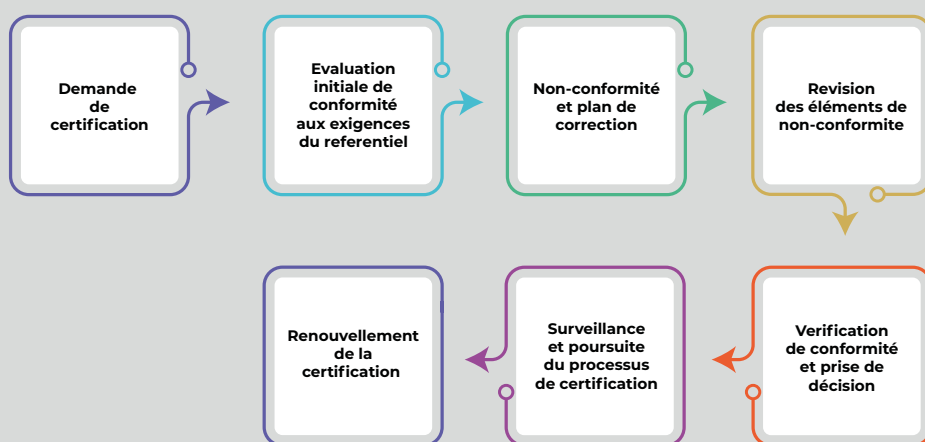 Demande
de
certification
Evaluation
initiale de
conformité
aux exigences
du referentiel
Non-conformité
et plan de
correction
Revision
des éléments de
non-conformite
Verification
de conformité
et prise de
décision
Surveillance
et poursuite
du processus
de certification
Renouvellement
de la
certification